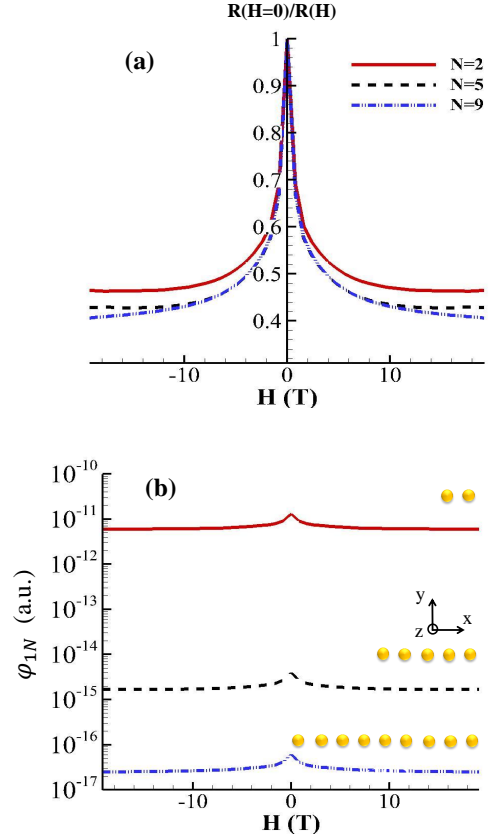 R(H=0)/R(H)
(a)
1
N=2
0.9
N=5
N=9
0.8
0.7
0.6
0.5
0.4
-10
0
10
H (T)
10⁻¹⁰
(b)
10⁻¹¹
10⁻¹²
10⁻¹³
y
z
x
10⁻¹⁴
10⁻¹⁵
10⁻¹⁶
10⁻¹⁷
φ1N (a.u.)
-10
0
10
H (T)